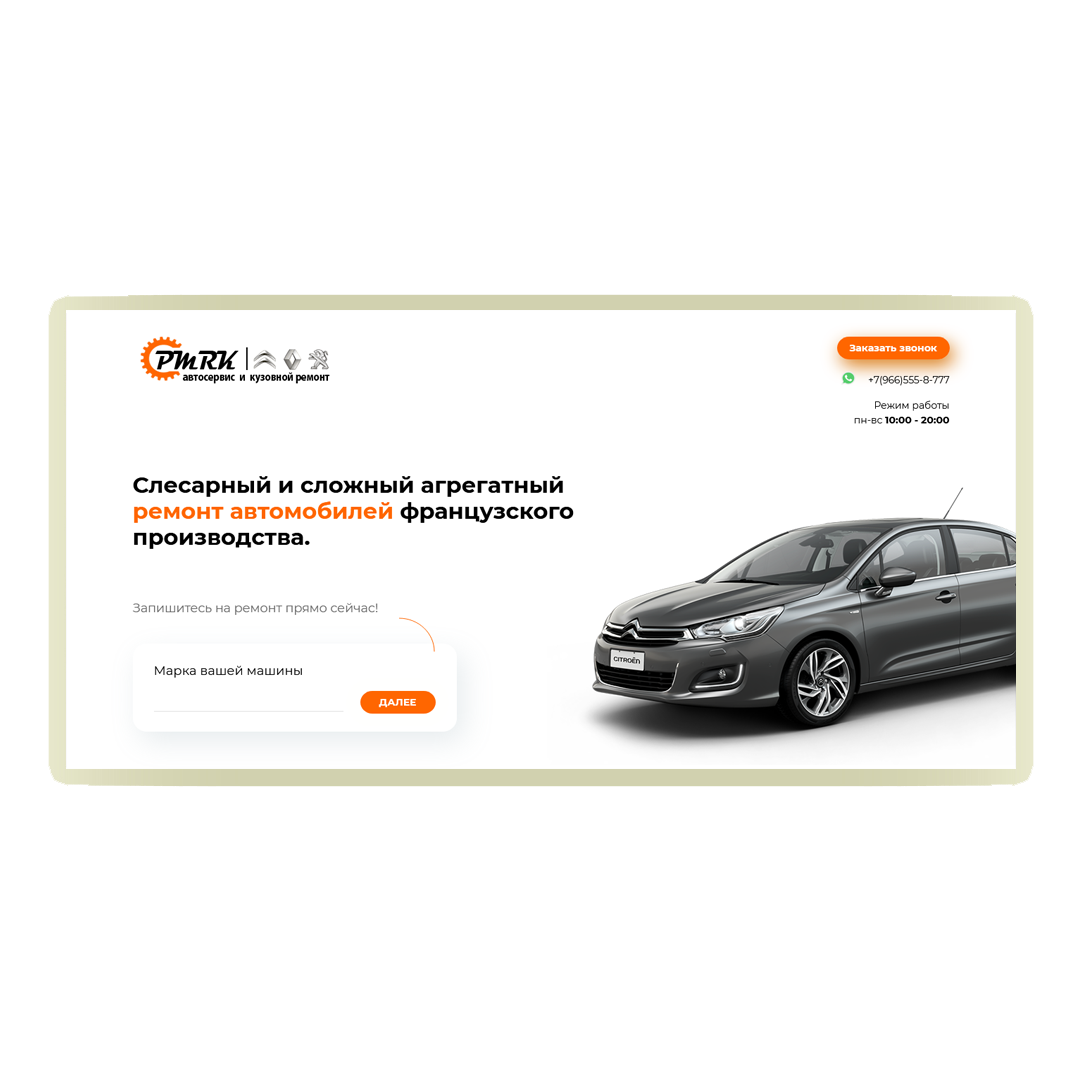 РМЯК
автосервис и кузовной ремонт
Заказать звонок
+7(966)555-8-777
Режим работы
пн-вс 10:00 - 20:00
Слесарный и сложный агрегатный
ремонт автомобилей французского
производства.
Запишитесь на ремонт прямо сейчас!
Марка вашей машины
ДАЛЕЕ
CITROËN